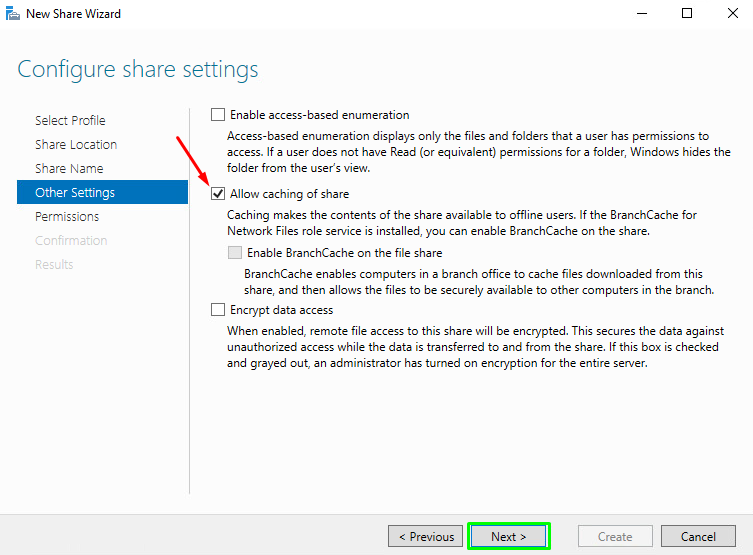 New Share Wizard
Configure share settings
Select Profile
Share Location
Share Name
Other Settings
Permissions
Confirmation
Results
Enable access-based enumeration
Access-based enumeration displays only the files and folders that a user has permissions to
access. If a user does not have Read (or equivalent) permissions for a folder, Windows hides the
folder from the user's view.
Allow caching of share
Caching makes the contents of the share available to offline users. If the BranchCache for
Network Files role service is installed, you can enable BranchCache on the share.
Enable BranchCache on the file share
BranchCache enables computers in a branch office to cache files downloaded from this
share, and then allows the files to be securely available to other computers in the branch.
Encrypt data access
When enabled, remote file access to this share will be encrypted. This secures the data against
unauthorized access while the data is transferred to and from the share. If this box is checked
and grayed out, an administrator has turned on encryption for the entire server.
< Previous
Next >
Create
Cancel